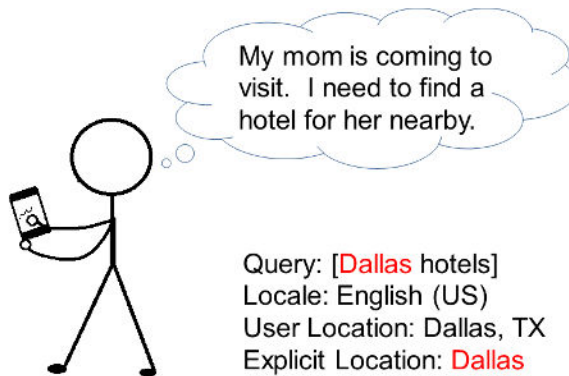 My mom is coming to
visit.  I need to find a
hotel for her nearby.
Query: [Dallas hotels]
Locale: English (US)
User Location: Dallas, TX
Explicit Location: Dallas